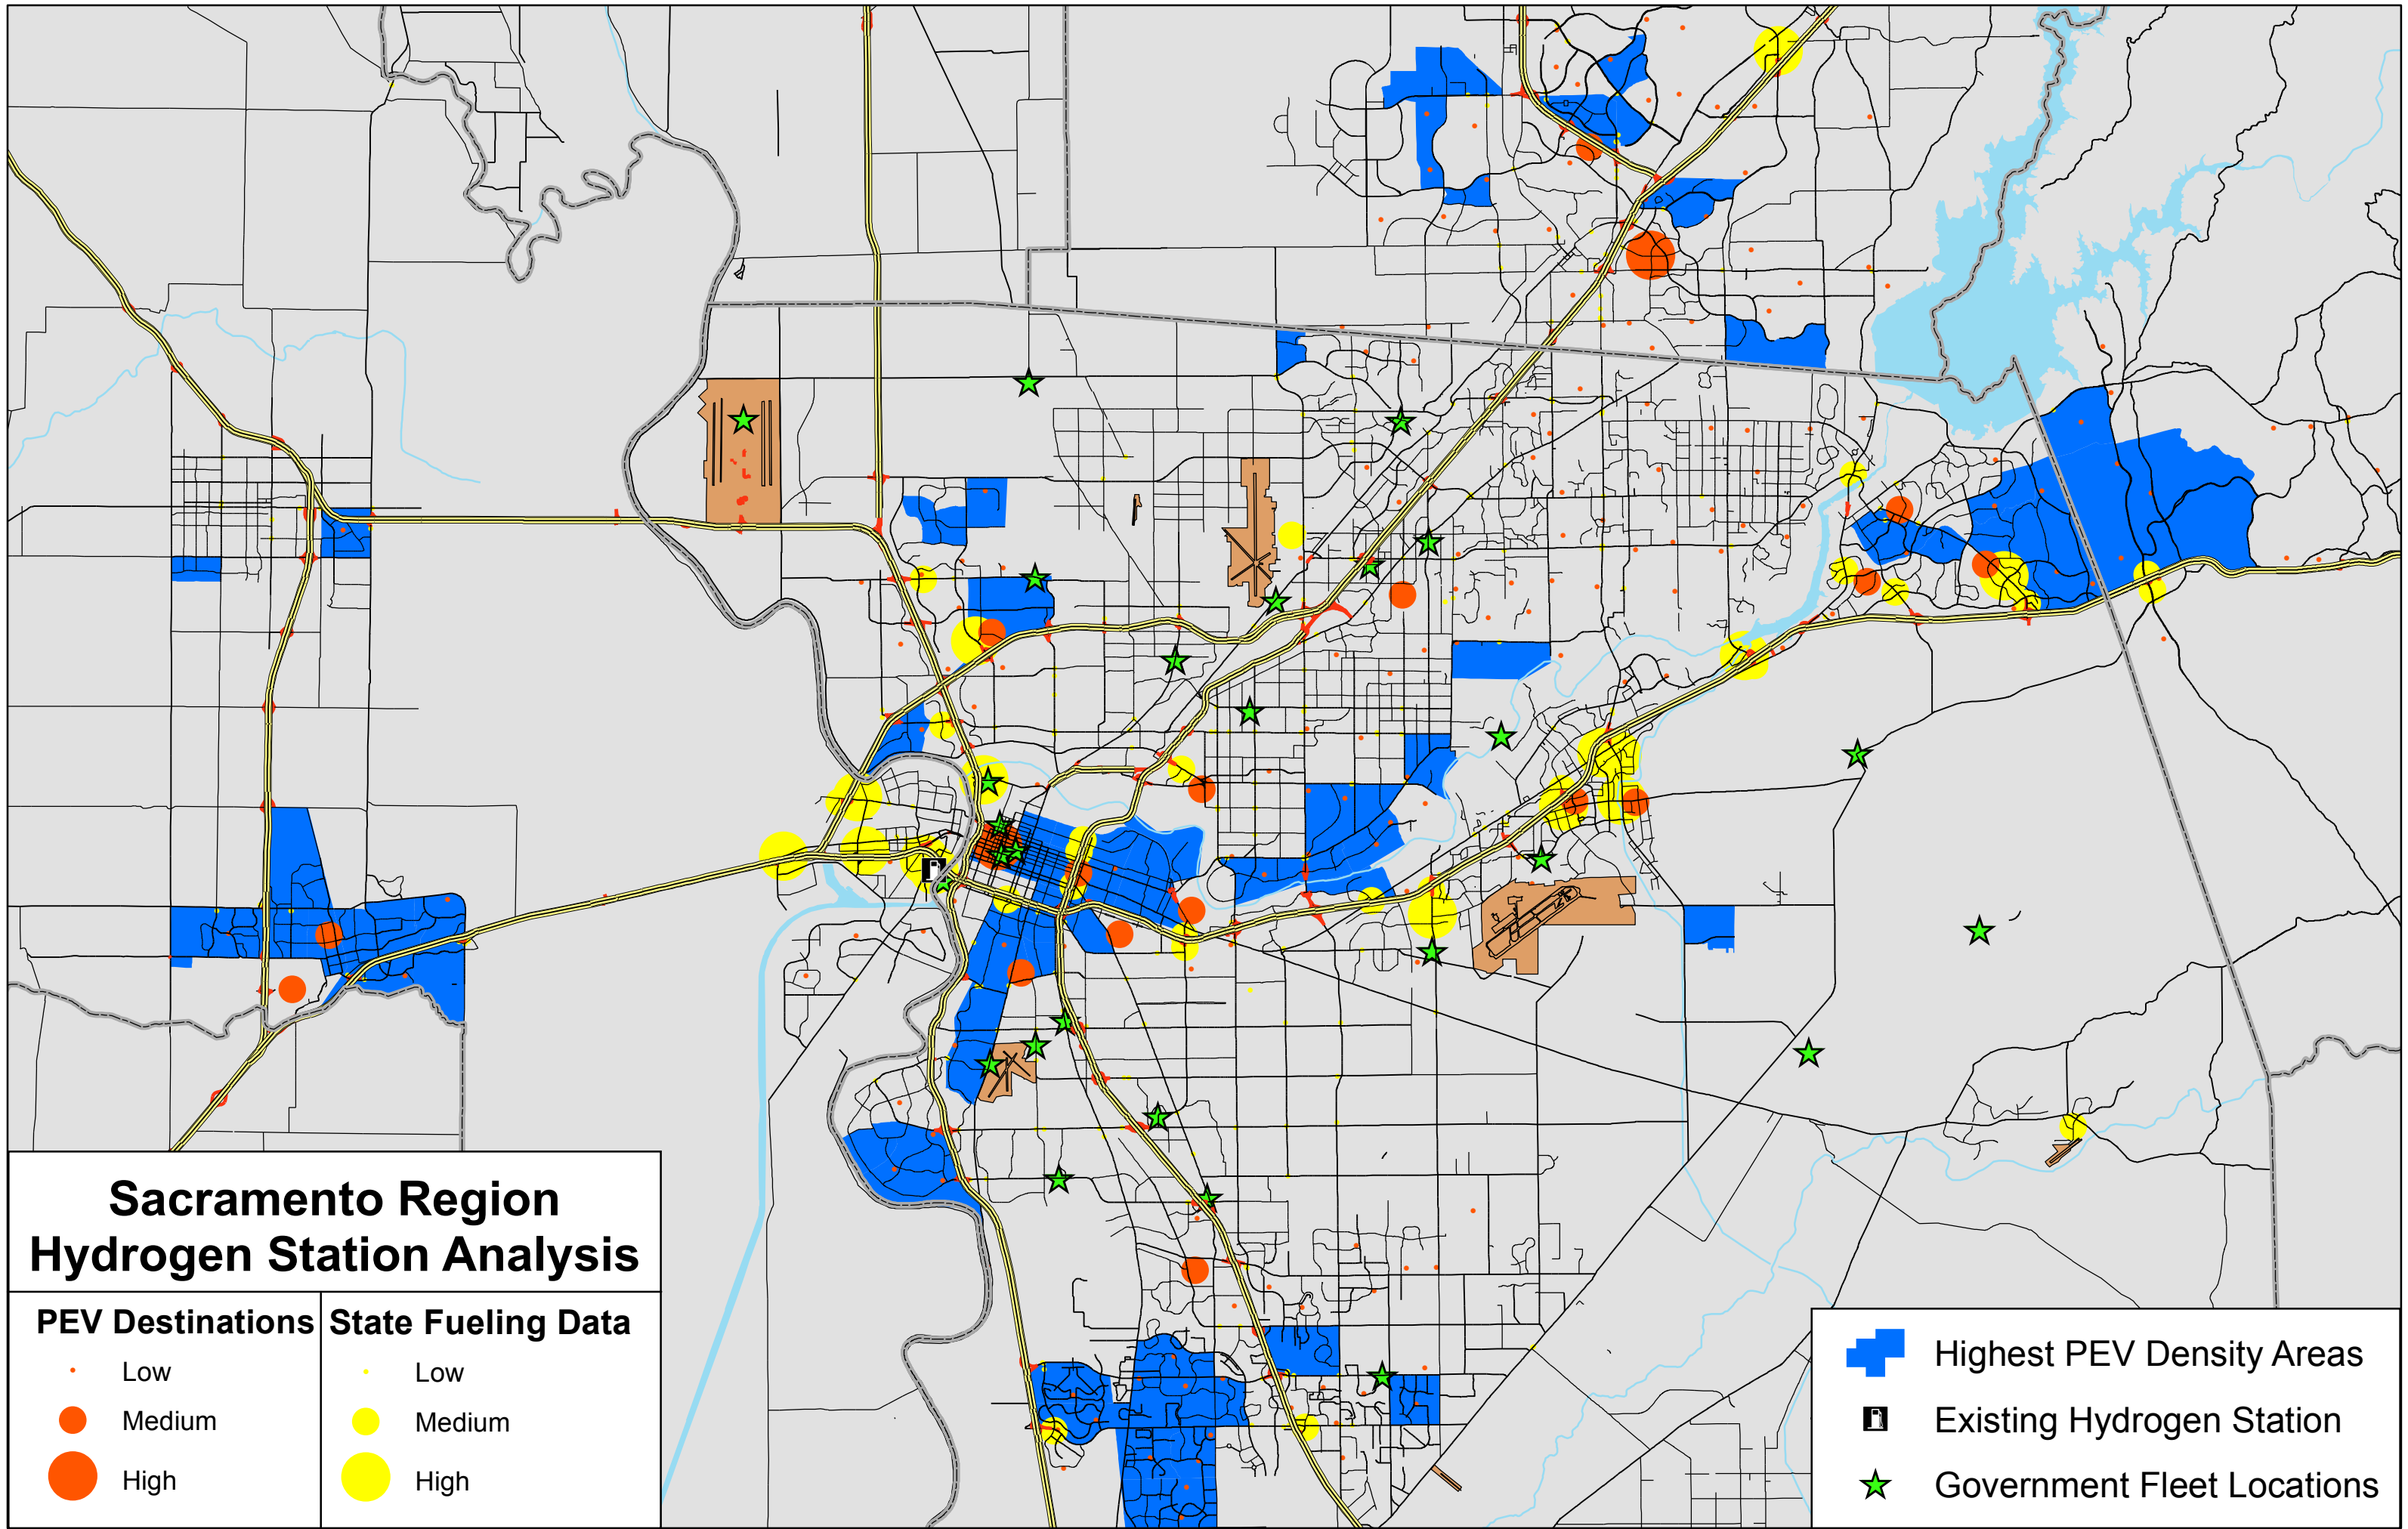 Sacramento Region
Hydrogen Station Analysis
PEV Destinations
Low
Medium
High
State Fueling Data
Low
Medium
High
Highest PEV Density Areas
Existing Hydrogen Station
Government Fleet Locations